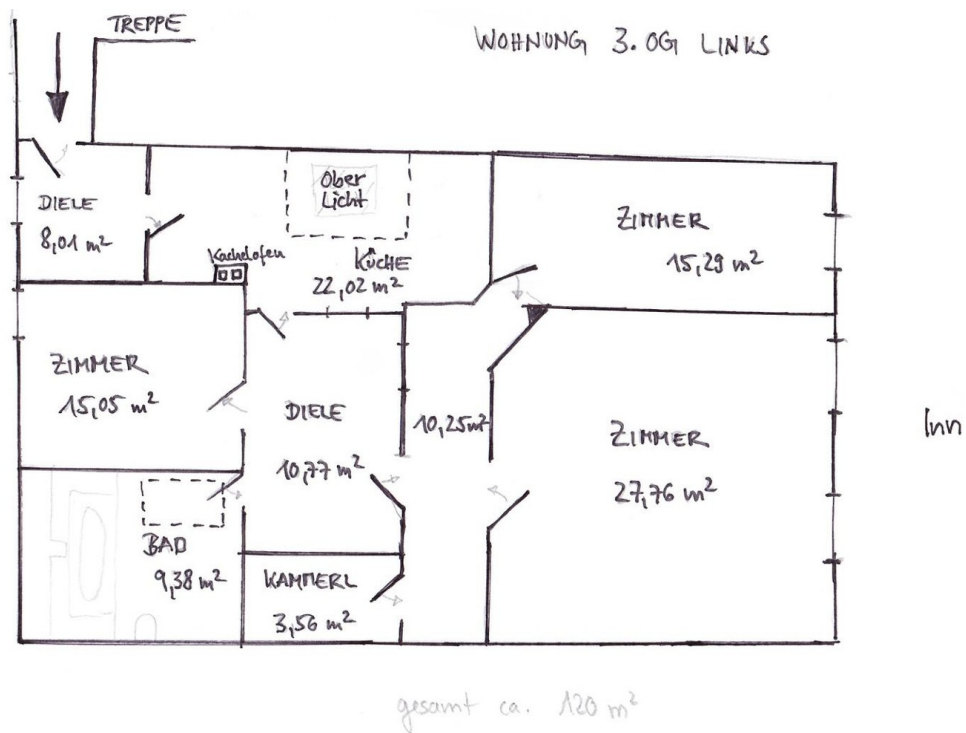 TREPPE
WOHNUNG 3. OG LINKS
Ober
Licht
DIELE
8,01 m²
Kachelofen
KÜCHE
22,02 m²
ZIMMER
15,29 m²
ZIMMER
15,05 m²
DIELE
10,77 m²
10,25 m²
ZIMMER
27,76 m²
Inn
BAD
9,38 m²
KAMMERL
3,56 m²
gesamt ca. 120 m²